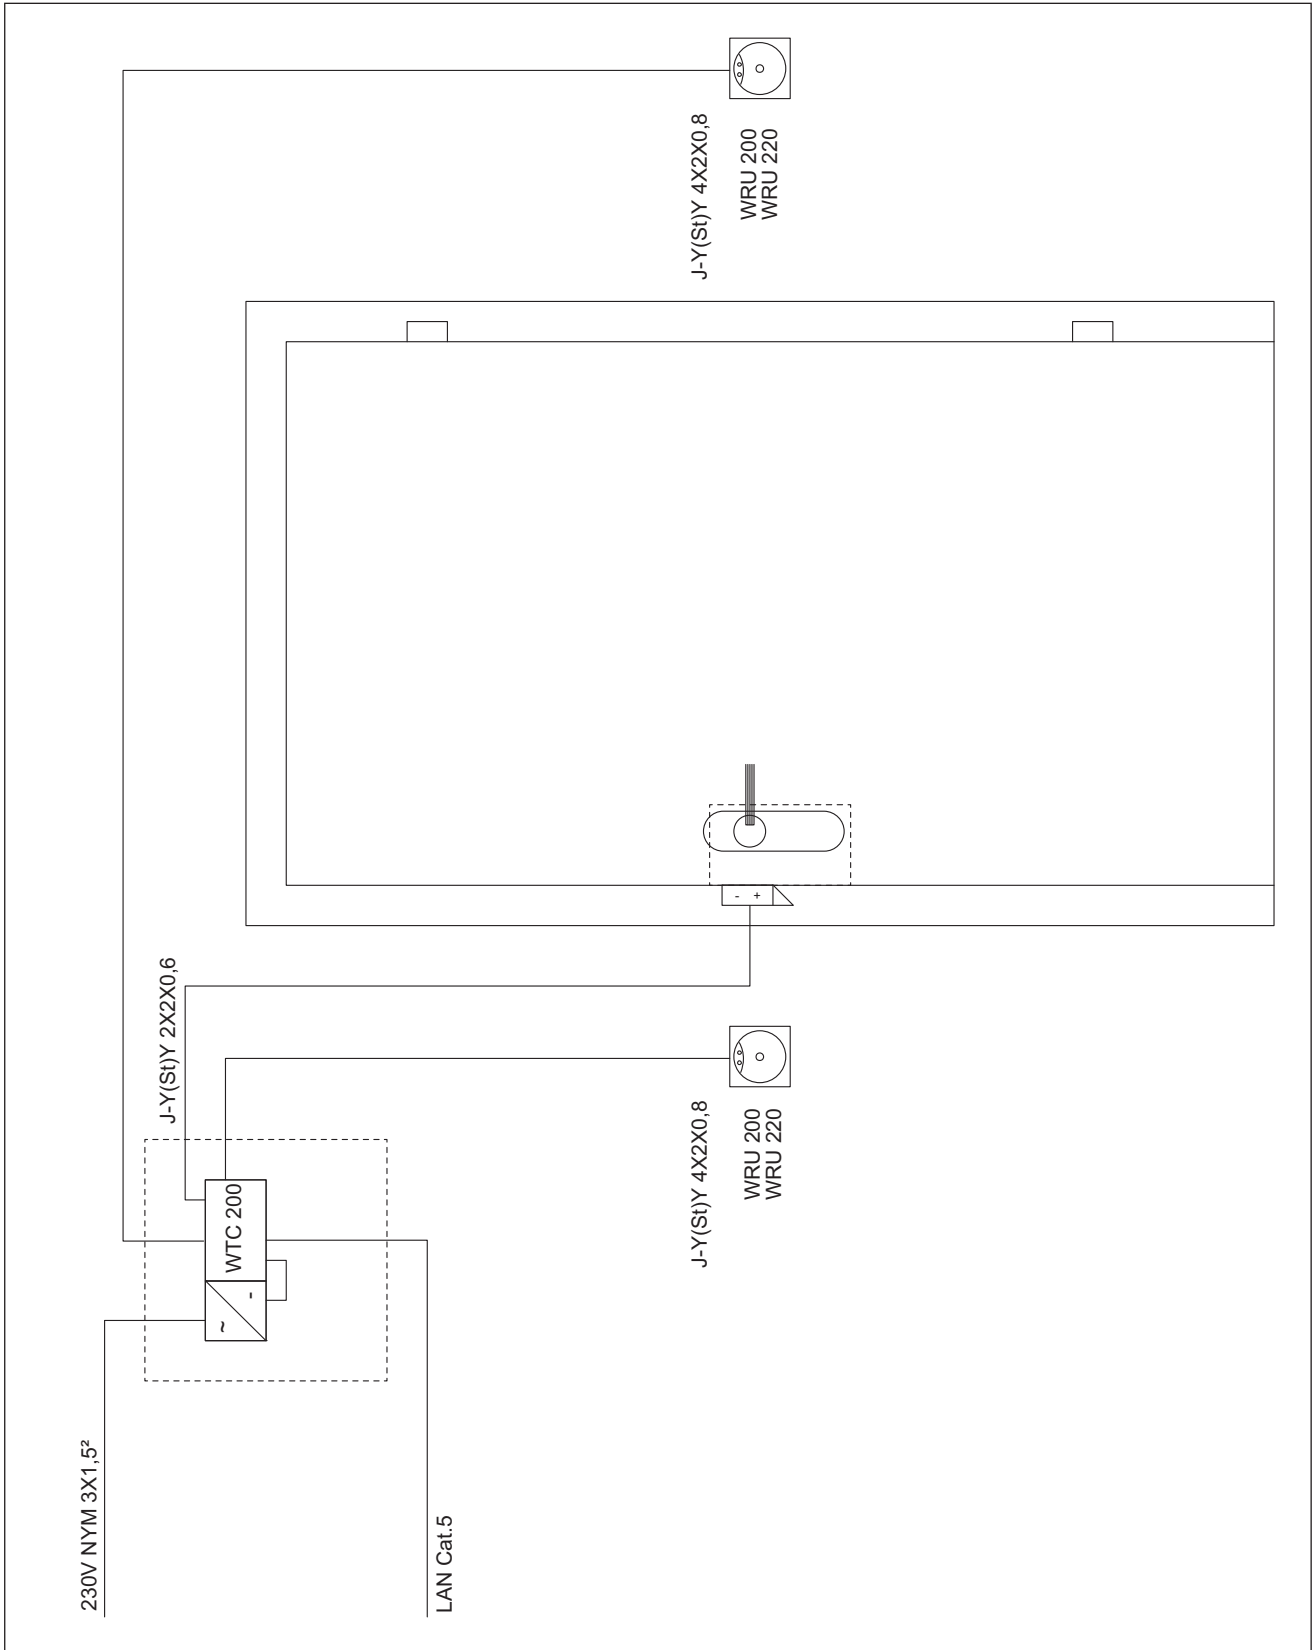 230V NYM 3X1,5²
LAN Cat.5
~
-
WTC 200
J-Y(St)Y 2X2X0,6
J-Y(St)Y 4X2X0,8
WRU 200
WRU 220
- +
J-Y(St)Y 4X2X0,8
WRU 200
WRU 220